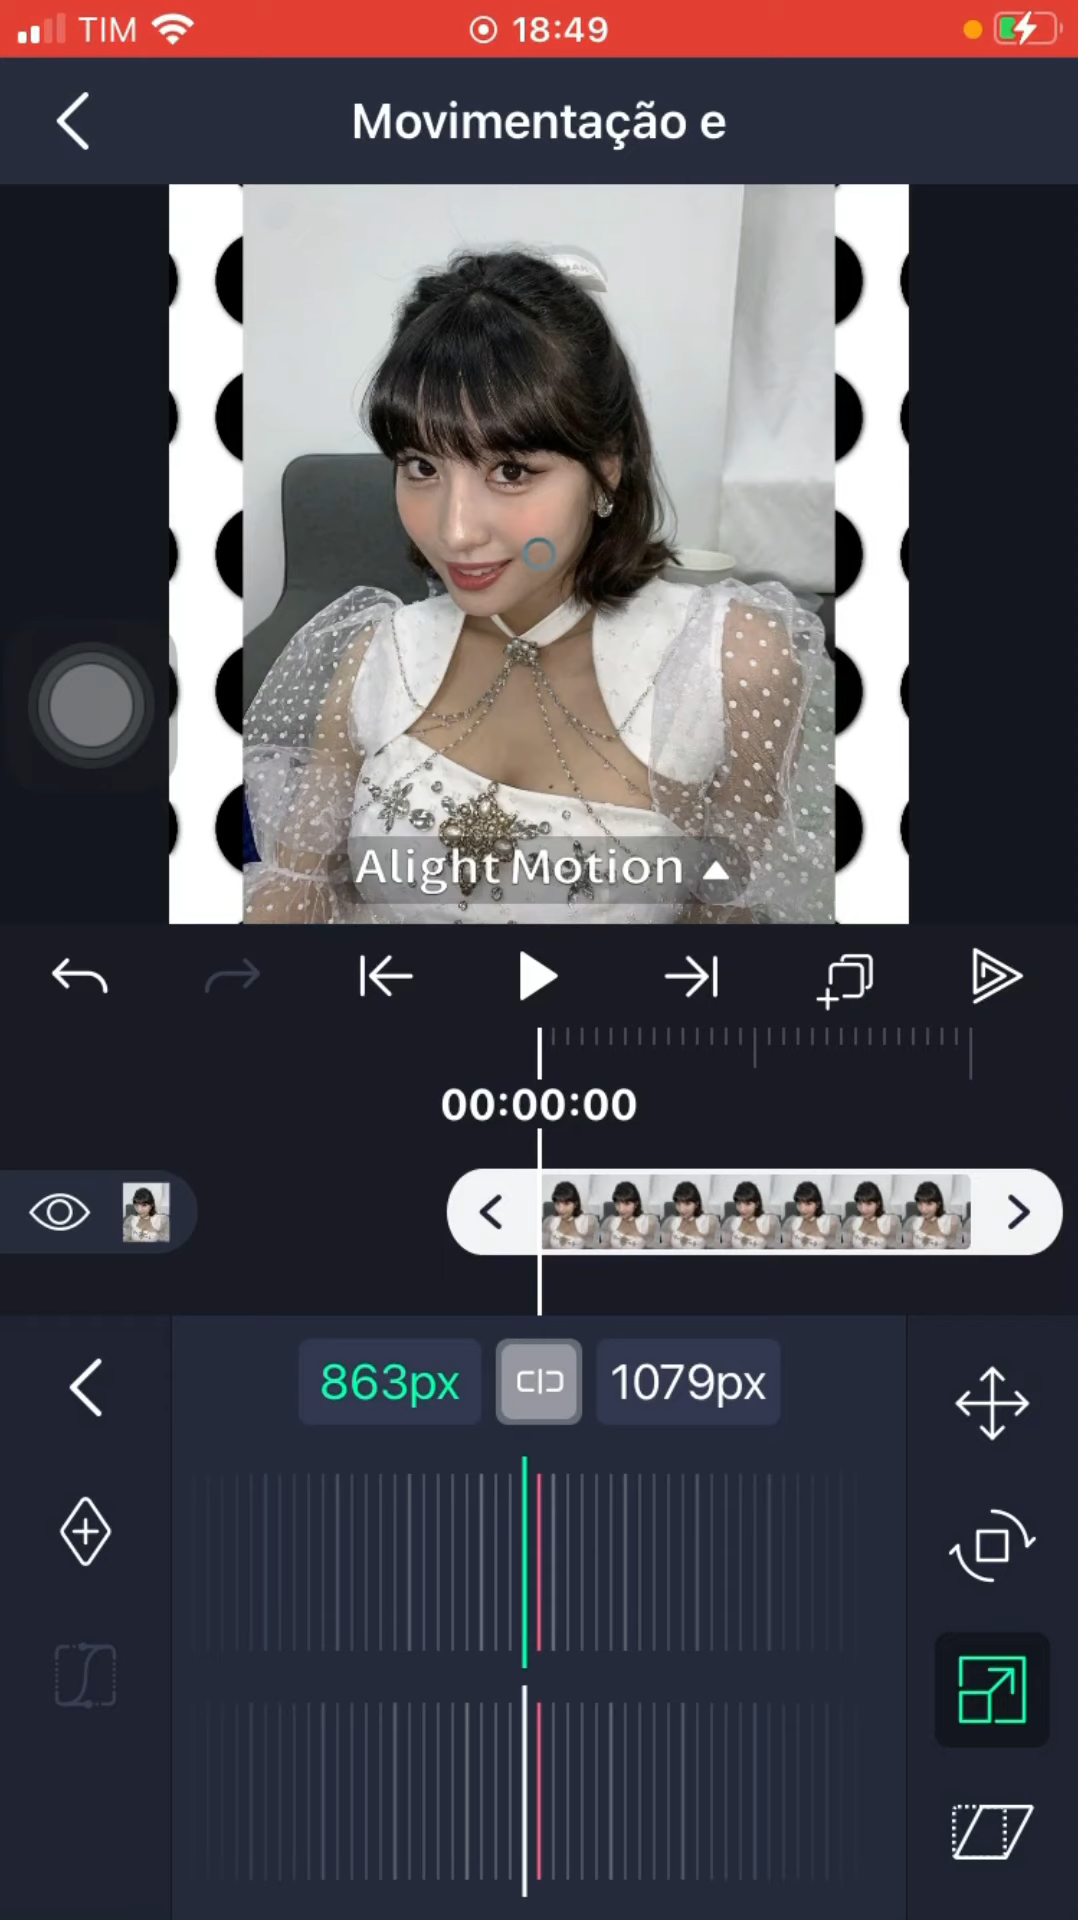 TIM 18:49
Movimentação e
Alight Motion
00:00:00
863px 1079px